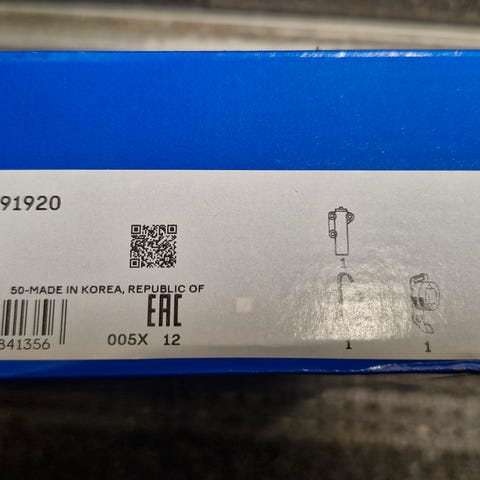 91920
1
50-MADE IN KOREA, REPUBLIC OF
EAC
841356
005X 12
1
1